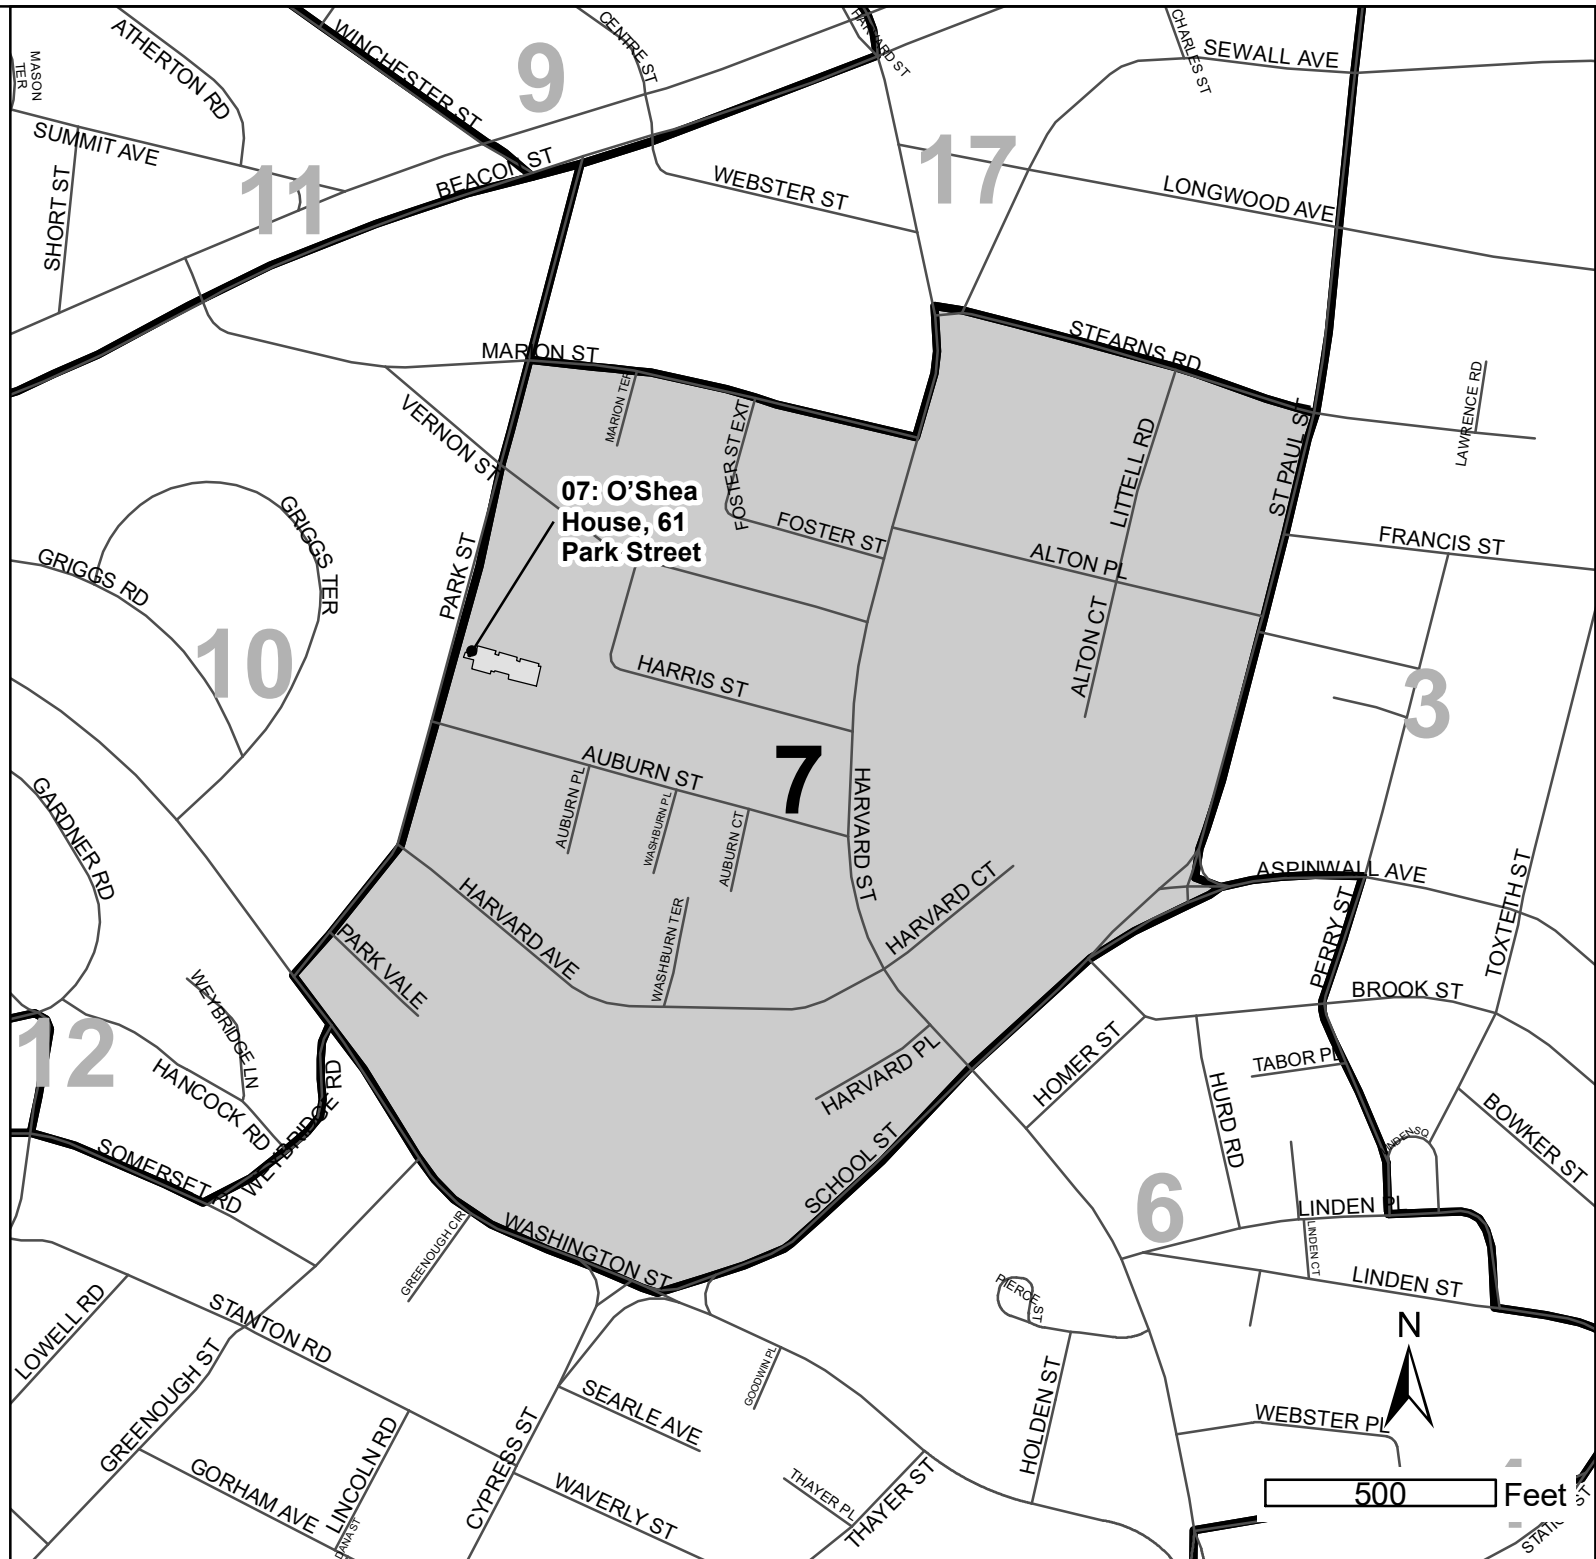 MASON
TER
ATHERTON RD
WINCHESTER ST
9
CENTRE ST
HARVARD ST
CHARLES ST
SEWALL AVE
SUMMIT AVE
11
BEACON ST
SHORT ST
WEBSTER ST
17
LONGWOOD AVE
MARION ST
STEARNS RD
MARION TER
VERNON ST
FOSTER ST EXT
LITTELL RD
ST PAUL ST
LAWRENCE RD
07: O’Shea
House, 61
Park Street
FOSTER ST
ALTON PL
FRANCIS ST
GRIGGS TER
GRIGGS RD
PARK ST
10
HARRIS ST
ALTON CT
3
AUBURN ST
7
GARDNER RD
AUBURN PL
WASHBURN PL
AUBURN CT
HARVARD ST
HARVARD CT
ASPINWALL AVE
PERRY ST
TOXTETH ST
HARVARD AVE
WASHBURN TER
PARK VALE
WEYBRIDGE LN
BROOK ST
12
HANCOCK RD
WEYBRIDGE RD
HARVARD PL
HOMER ST
TABOR PL
HURD RD
BOWKER ST
SOMERSET RD
SCHOOL ST
6
LINDEN PL
LINDEN CT
LINDEN ST
GREENOUGH CIR
WASHINGTON ST
PIERCE
ST
LOWELL RD
STANTON RD
GREENOUGH ST
GOODWIN PL
N
SEARLE AVE
HOLDEN ST
WEBSTER PL
GORHAM AVE
LINCOLN RD
CYPRESS ST
WAVERLY ST
THAYER PL
THAYER ST
DANA ST
500 Feet